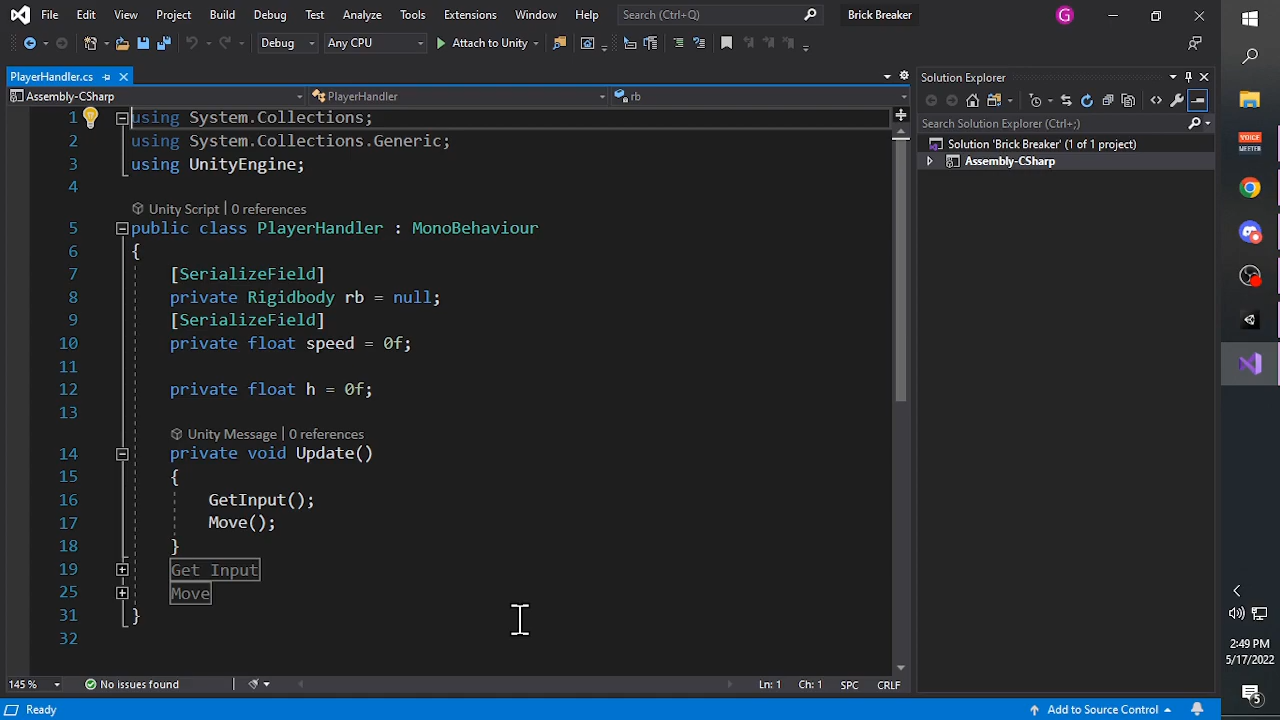 File Edit View Project Build Debug Test Analyze Tools Extensions Window Help Search (Ctrl+Q) Brick Breaker G
Debug Any CPU Attach to Unity
PlayerHandler.cs
Solution Explorer
Assembly-CSharp PlayerHandler rb
1 using System.Collections;
2 using System.Collections.Generic;
3 using UnityEngine;
4
Unity Script | 0 references
5 public class PlayerHandler : MonoBehaviour
6 {
7 [SerializeField]
8 private Rigidbody rb = null;
9 [SerializeField]
10 private float speed = 0f;
11
12 private float h = 0f;
13
Unity Message | 0 references
14 private void Update()
15 {
16 GetInput();
17 Move();
18 }
19 Get Input
25 Move
31 }
32
Search Solution Explorer (Ctrl+;)
Solution 'Brick Breaker' (1 of 1 project)
Assembly-CSharp
VOICE
MEETER
2:49 PM
5/17/2022
5
145 % No issues found Ln: 1 Ch: 1 SPC CRLF
Ready Add to Source Control